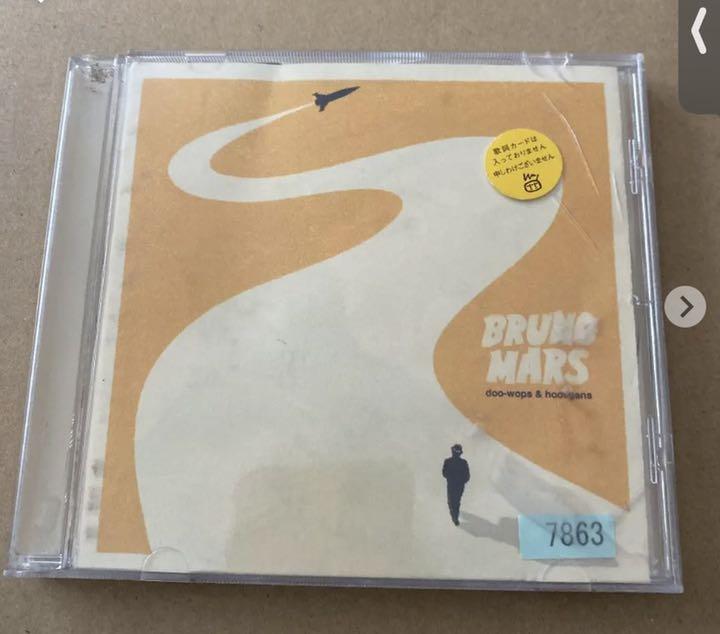 歌詞カードは
入っておりません
申しわけございません
BRUNO
MARS
doo-wops & hooligans
7863